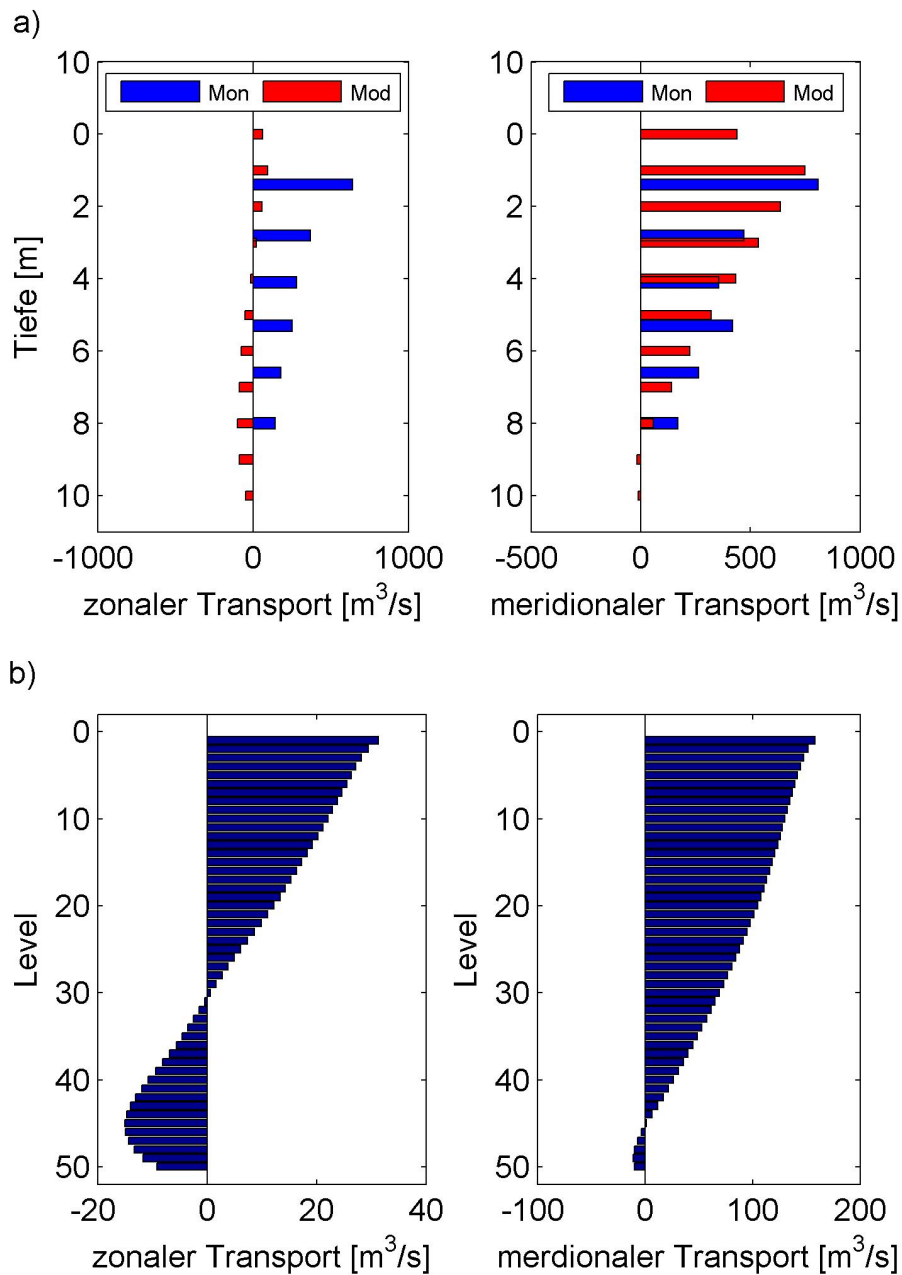 a)
10
0
2
4
6
8
10
Tiefe [m]
Mon Mod
-1000 0 1000
zonaler Transport [m³/s]
10
0
2
4
6
8
10
Mon Mod
-500 0 500 1000
meridionaler Transport [m³/s]
b)
0
10
20
30
40
50
Level
-20 0 20 40
zonaler Transport [m³/s]
0
10
20
30
40
50
Level
-100 0 100 200
merdionaler Transport [m³/s]